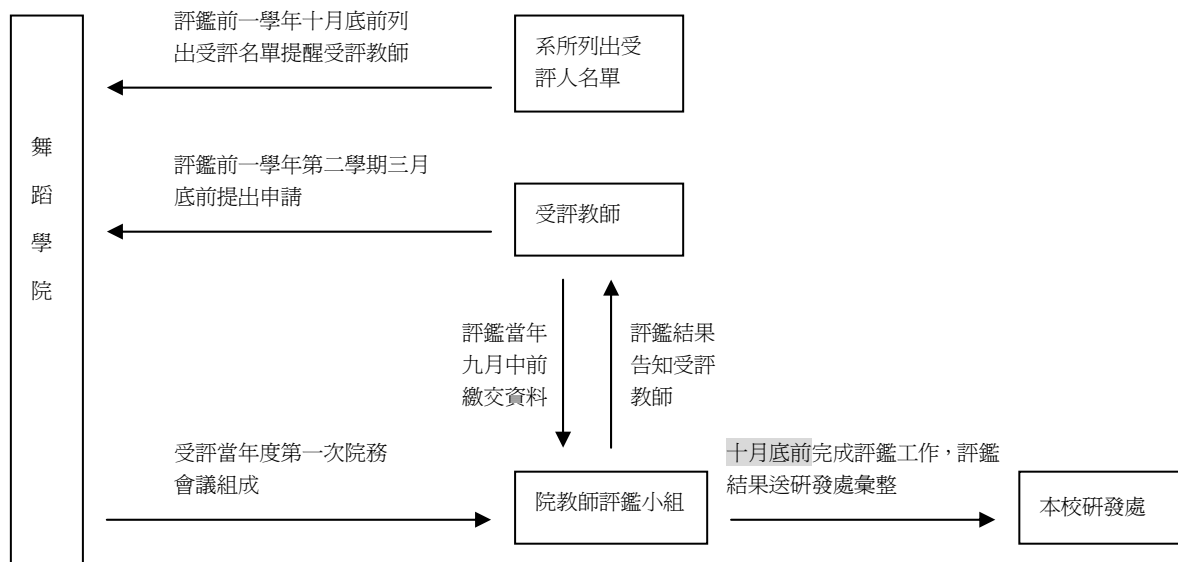 評鑑前一學年十月底前列
出受評名單提醒受評教師
系所列出受
評人名單
舞
蹈
學
院
評鑑前一學年第二學期三月
底前提出申請
受評教師
評鑑當年
九月中前
繳交資料
評鑑結果
告知受評
教師
受評當年度第一次院務
會議組成
院教師評鑑小組
十月底前完成評鑑工作，評鑑
結果送研發處彙整
本校研發處